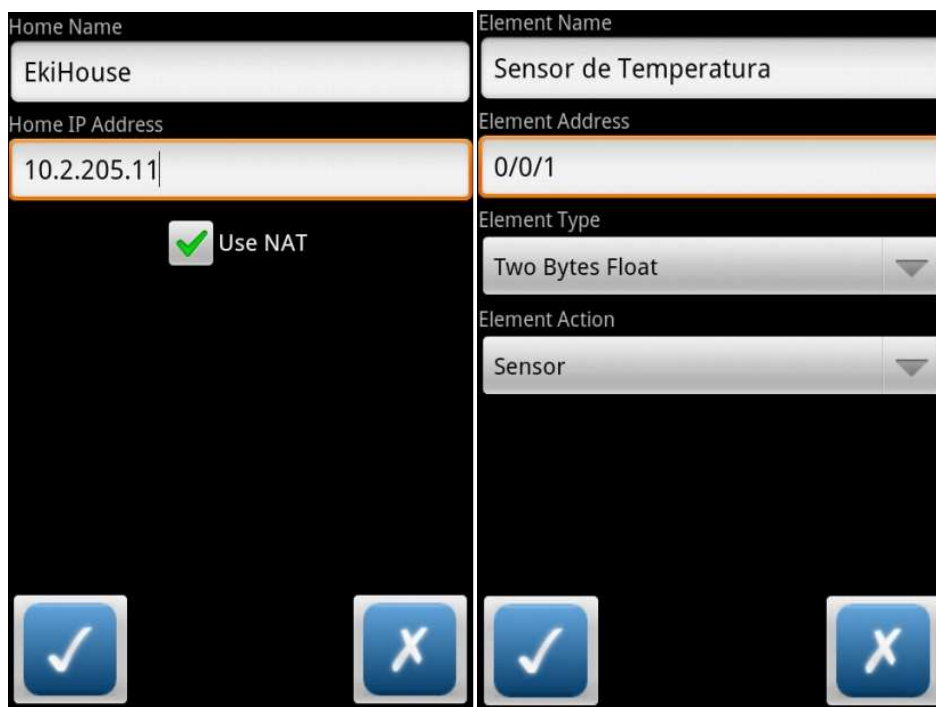 Home Name
EkiHouse
Home IP Address
10.2.205.11
Use NAT
Element Name
Sensor de Temperatura
Element Address
0/0/1
Element Type
Two Bytes Float
Element Action
Sensor